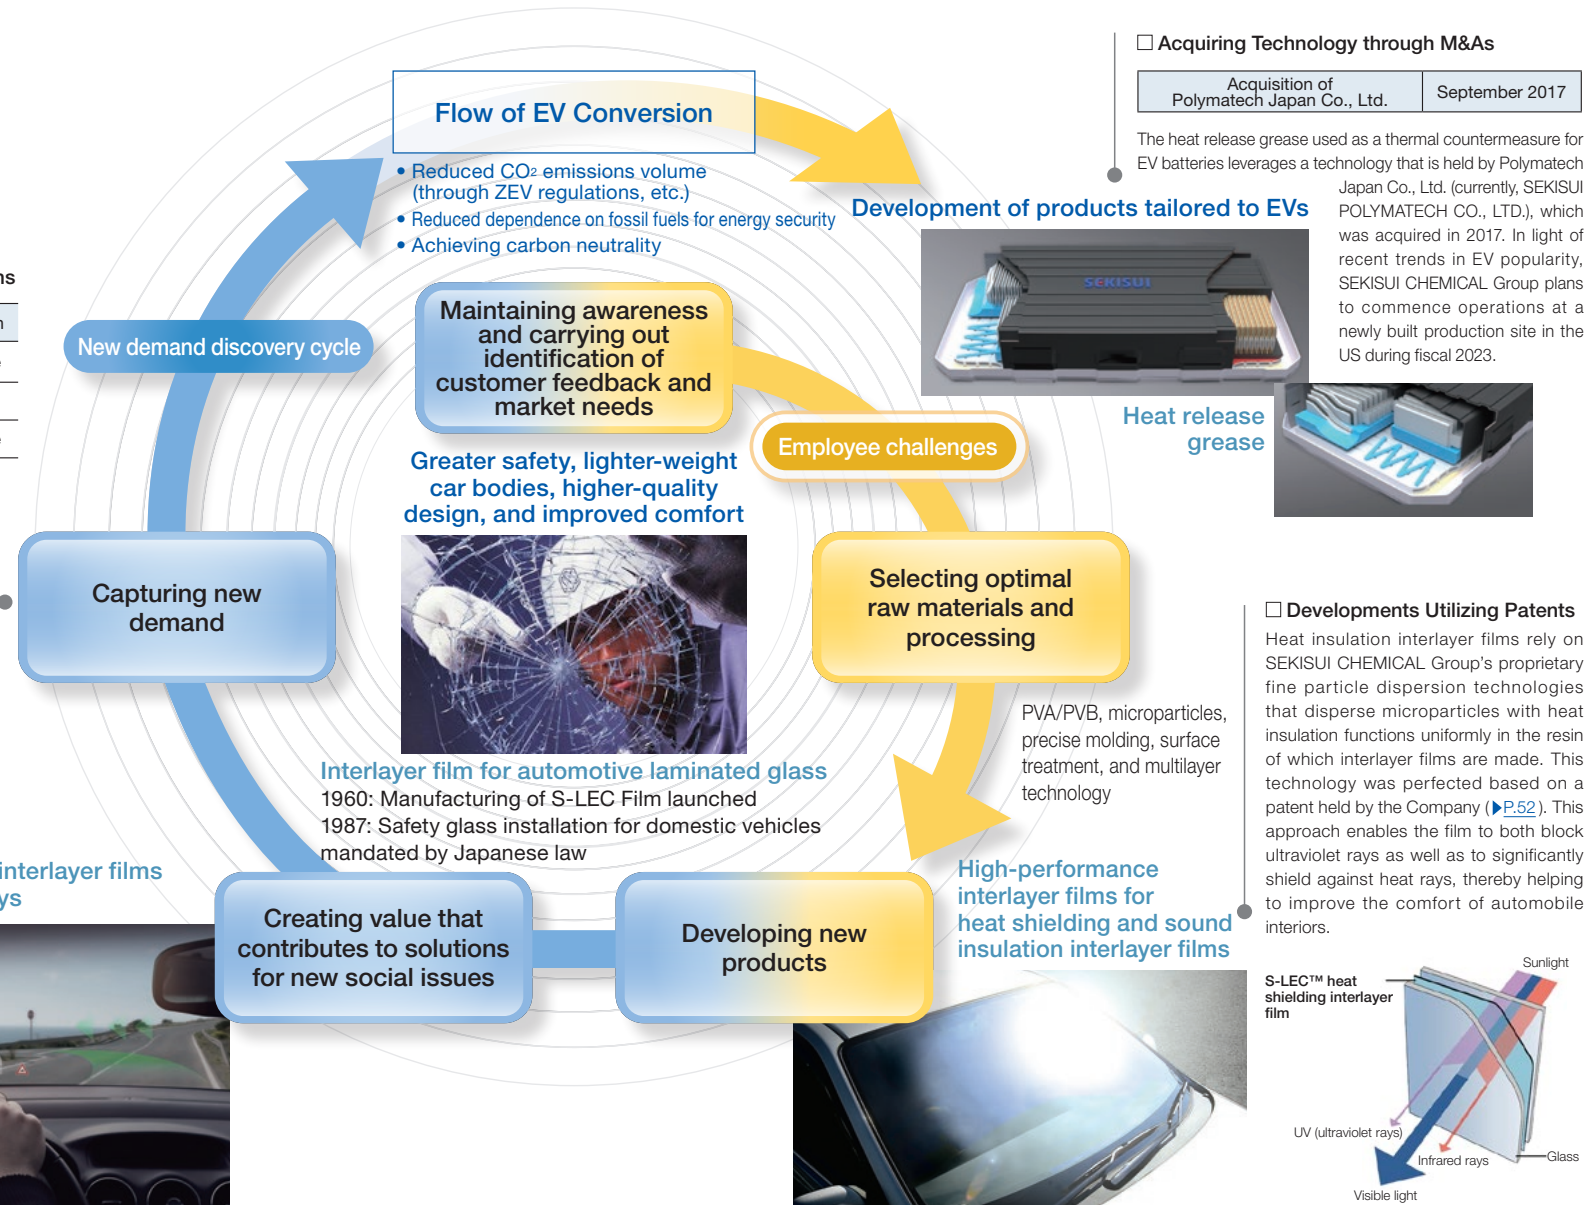 Flow of EV Conversion
• Reduced CO2 emissions volume
(through ZEV regulations, etc.)
• Reduced dependence on fossil fuels for energy security
• Achieving carbon neutrality
New demand discovery cycle
Maintaining awareness
and carrying out
identification of
customer feedback and
market needs
Employee challenges
Greater safety, lighter-weight
car bodies, higher-quality
design, and improved comfort
Capturing new
demand
Selecting optimal
raw materials and
processing
PVA/PVB, microparticles,
precise molding, surface
treatment, and multilayer
technology
Interlayer film for automotive laminated glass
1960: Manufacturing of S-LEC Film launched
1987: Safety glass installation for domestic vehicles
mandated by Japanese law
interlayer films
Creating value that
contributes to solutions
for new social issues
Developing new
products
High-performance
interlayer films for
heat shielding and sound
insulation interlayer films
Development of products tailored to EVs
SEKISUI
Heat release
grease
□ Acquiring Technology through M&As
Acquisition of
Polymatech Japan Co., Ltd.
September 2017
The heat release grease used as a thermal countermeasure for
EV batteries leverages a technology that is held by Polymatech
Japan Co., Ltd. (currently, SEKISUI
POLYMATECH CO., LTD.), which
was acquired in 2017. In light of
recent trends in EV popularity,
SEKISUI CHEMICAL Group plans
to commence operations at a
newly built production site in the
US during fiscal 2023.
□ Developments Utilizing Patents
Heat insulation interlayer films rely on
SEKISUI CHEMICAL Group's proprietary
fine particle dispersion technologies
that disperse microparticles with heat
insulation functions uniformly in the resin
of which interlayer films are made. This
technology was perfected based on a
patent held by the Company (▶P.52). This
approach enables the film to both block
ultraviolet rays as well as to significantly
shield against heat rays, thereby helping
to improve the comfort of automobile
interiors.
Sunlight
S-LEC™ heat
shielding interlayer
film
UV (ultraviolet rays)
Infrared rays
Glass
Visible light